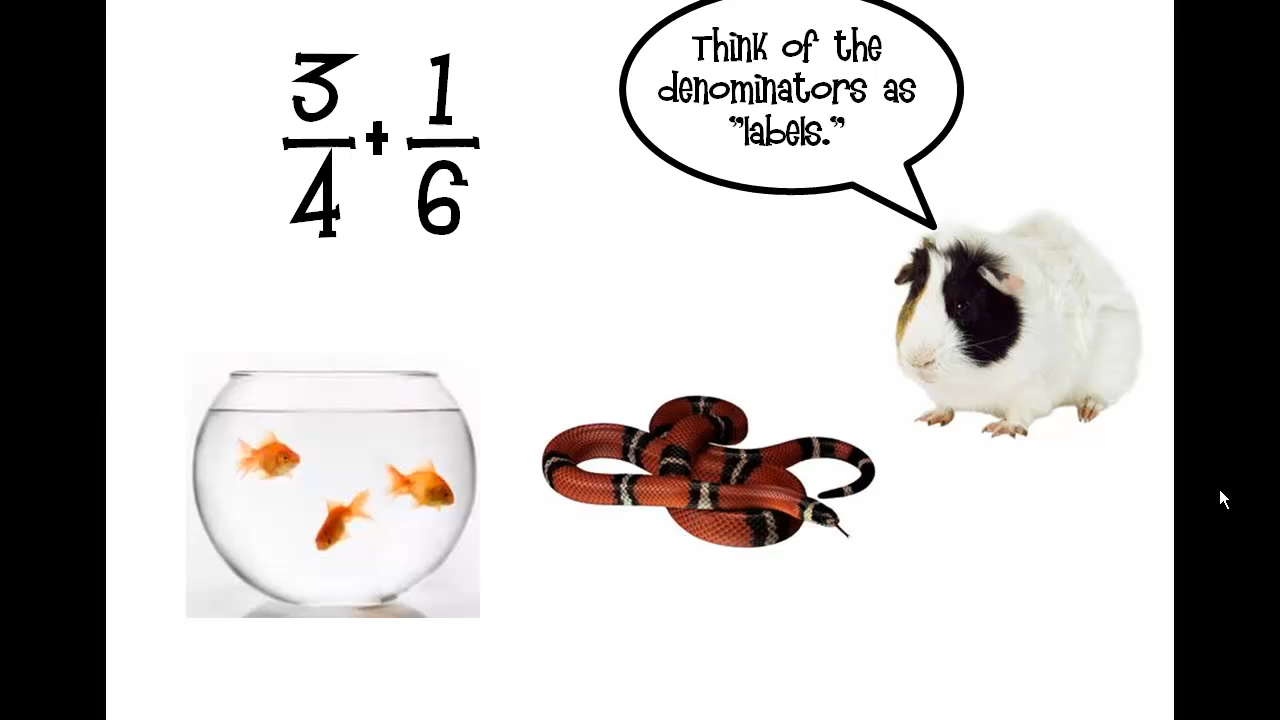 3/4 + 1/6
Think of the
denominators as
"labels."